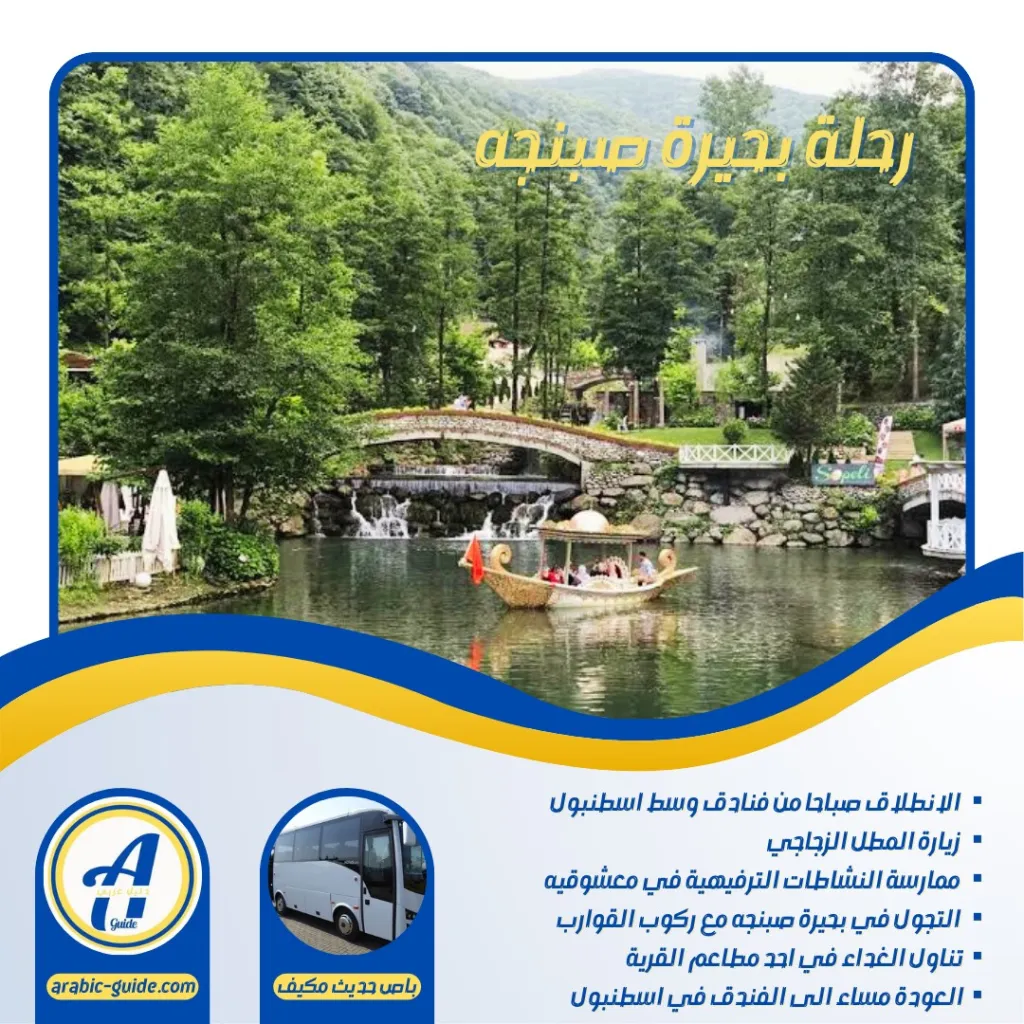 رحلة بحيرة صبنجه
Sapeli
▪ الانطلاق صباحا من فنادق وسط اسطنبول
▪ زيارة المطل الزجاجي
▪ ممارسة النشاطات الترفيهية في معشوقيه
▪ التجول في بحيرة صبنجه مع ركوب القوارب
▪ تناول الغداء في احد مطاعم القرية
▪ العودة مساء الى الفندق في اسطنبول
باص حديث مكيف
A
Guide
arabic-guide.com